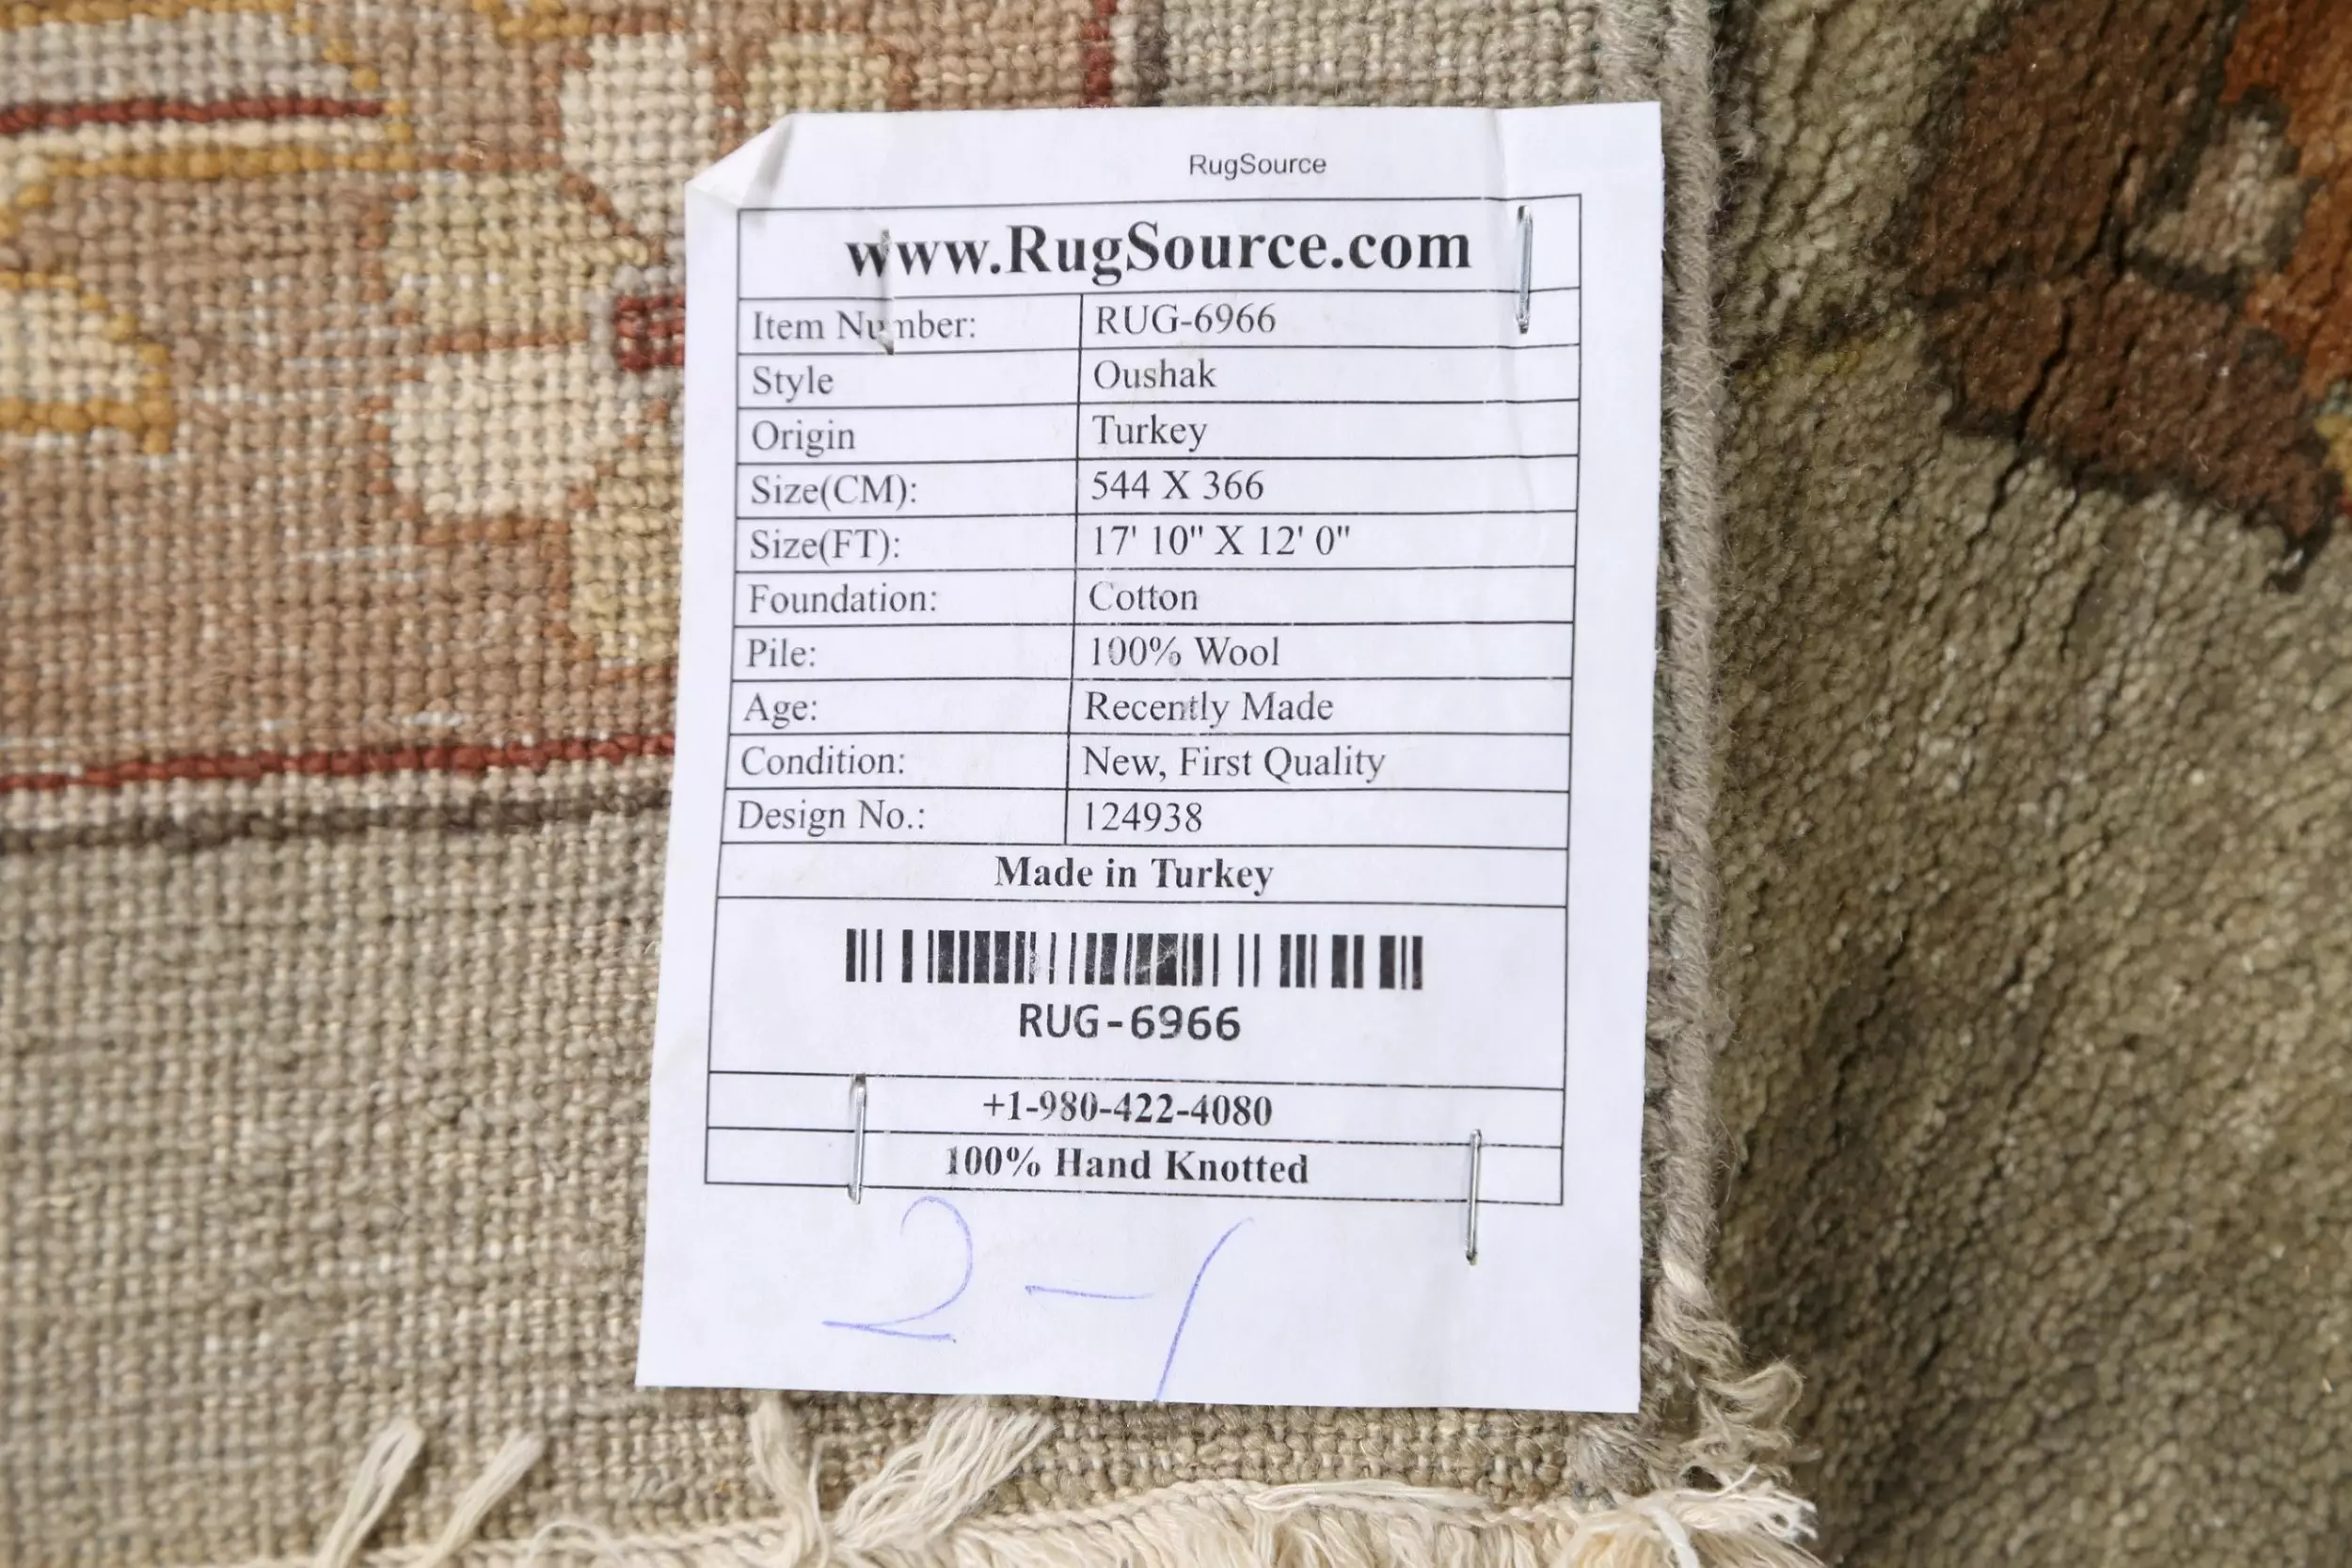 RugSource
www.RugSource.com
Item Number: RUG-6966
Style Oushak
Origin Turkey
Size(CM): 544 X 366
Size(FT): 17' 10" X 12' 0"
Foundation: Cotton
Pile: 100% Wool
Age: Recently Made
Condition: New, First Quality
Design No.: 124938
Made in Turkey
RUG-6966
+1-980-422-4080
100% Hand Knotted
2-1